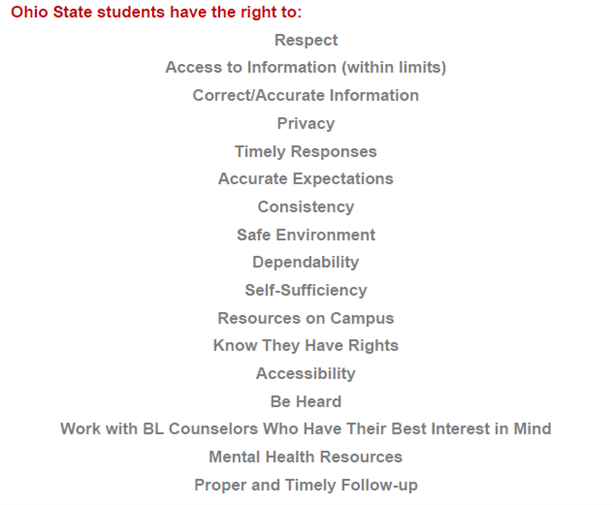 Ohio State students have the right to:
Respect
Access to Information (within limits)
Correct/Accurate Information
Privacy
Timely Responses
Accurate Expectations
Consistency
Safe Environment
Dependability
Self-Sufficiency
Resources on Campus
Know They Have Rights
Accessibility
Be Heard
Work with BL Counselors Who Have Their Best Interest in Mind
Mental Health Resources
Proper and Timely Follow-up